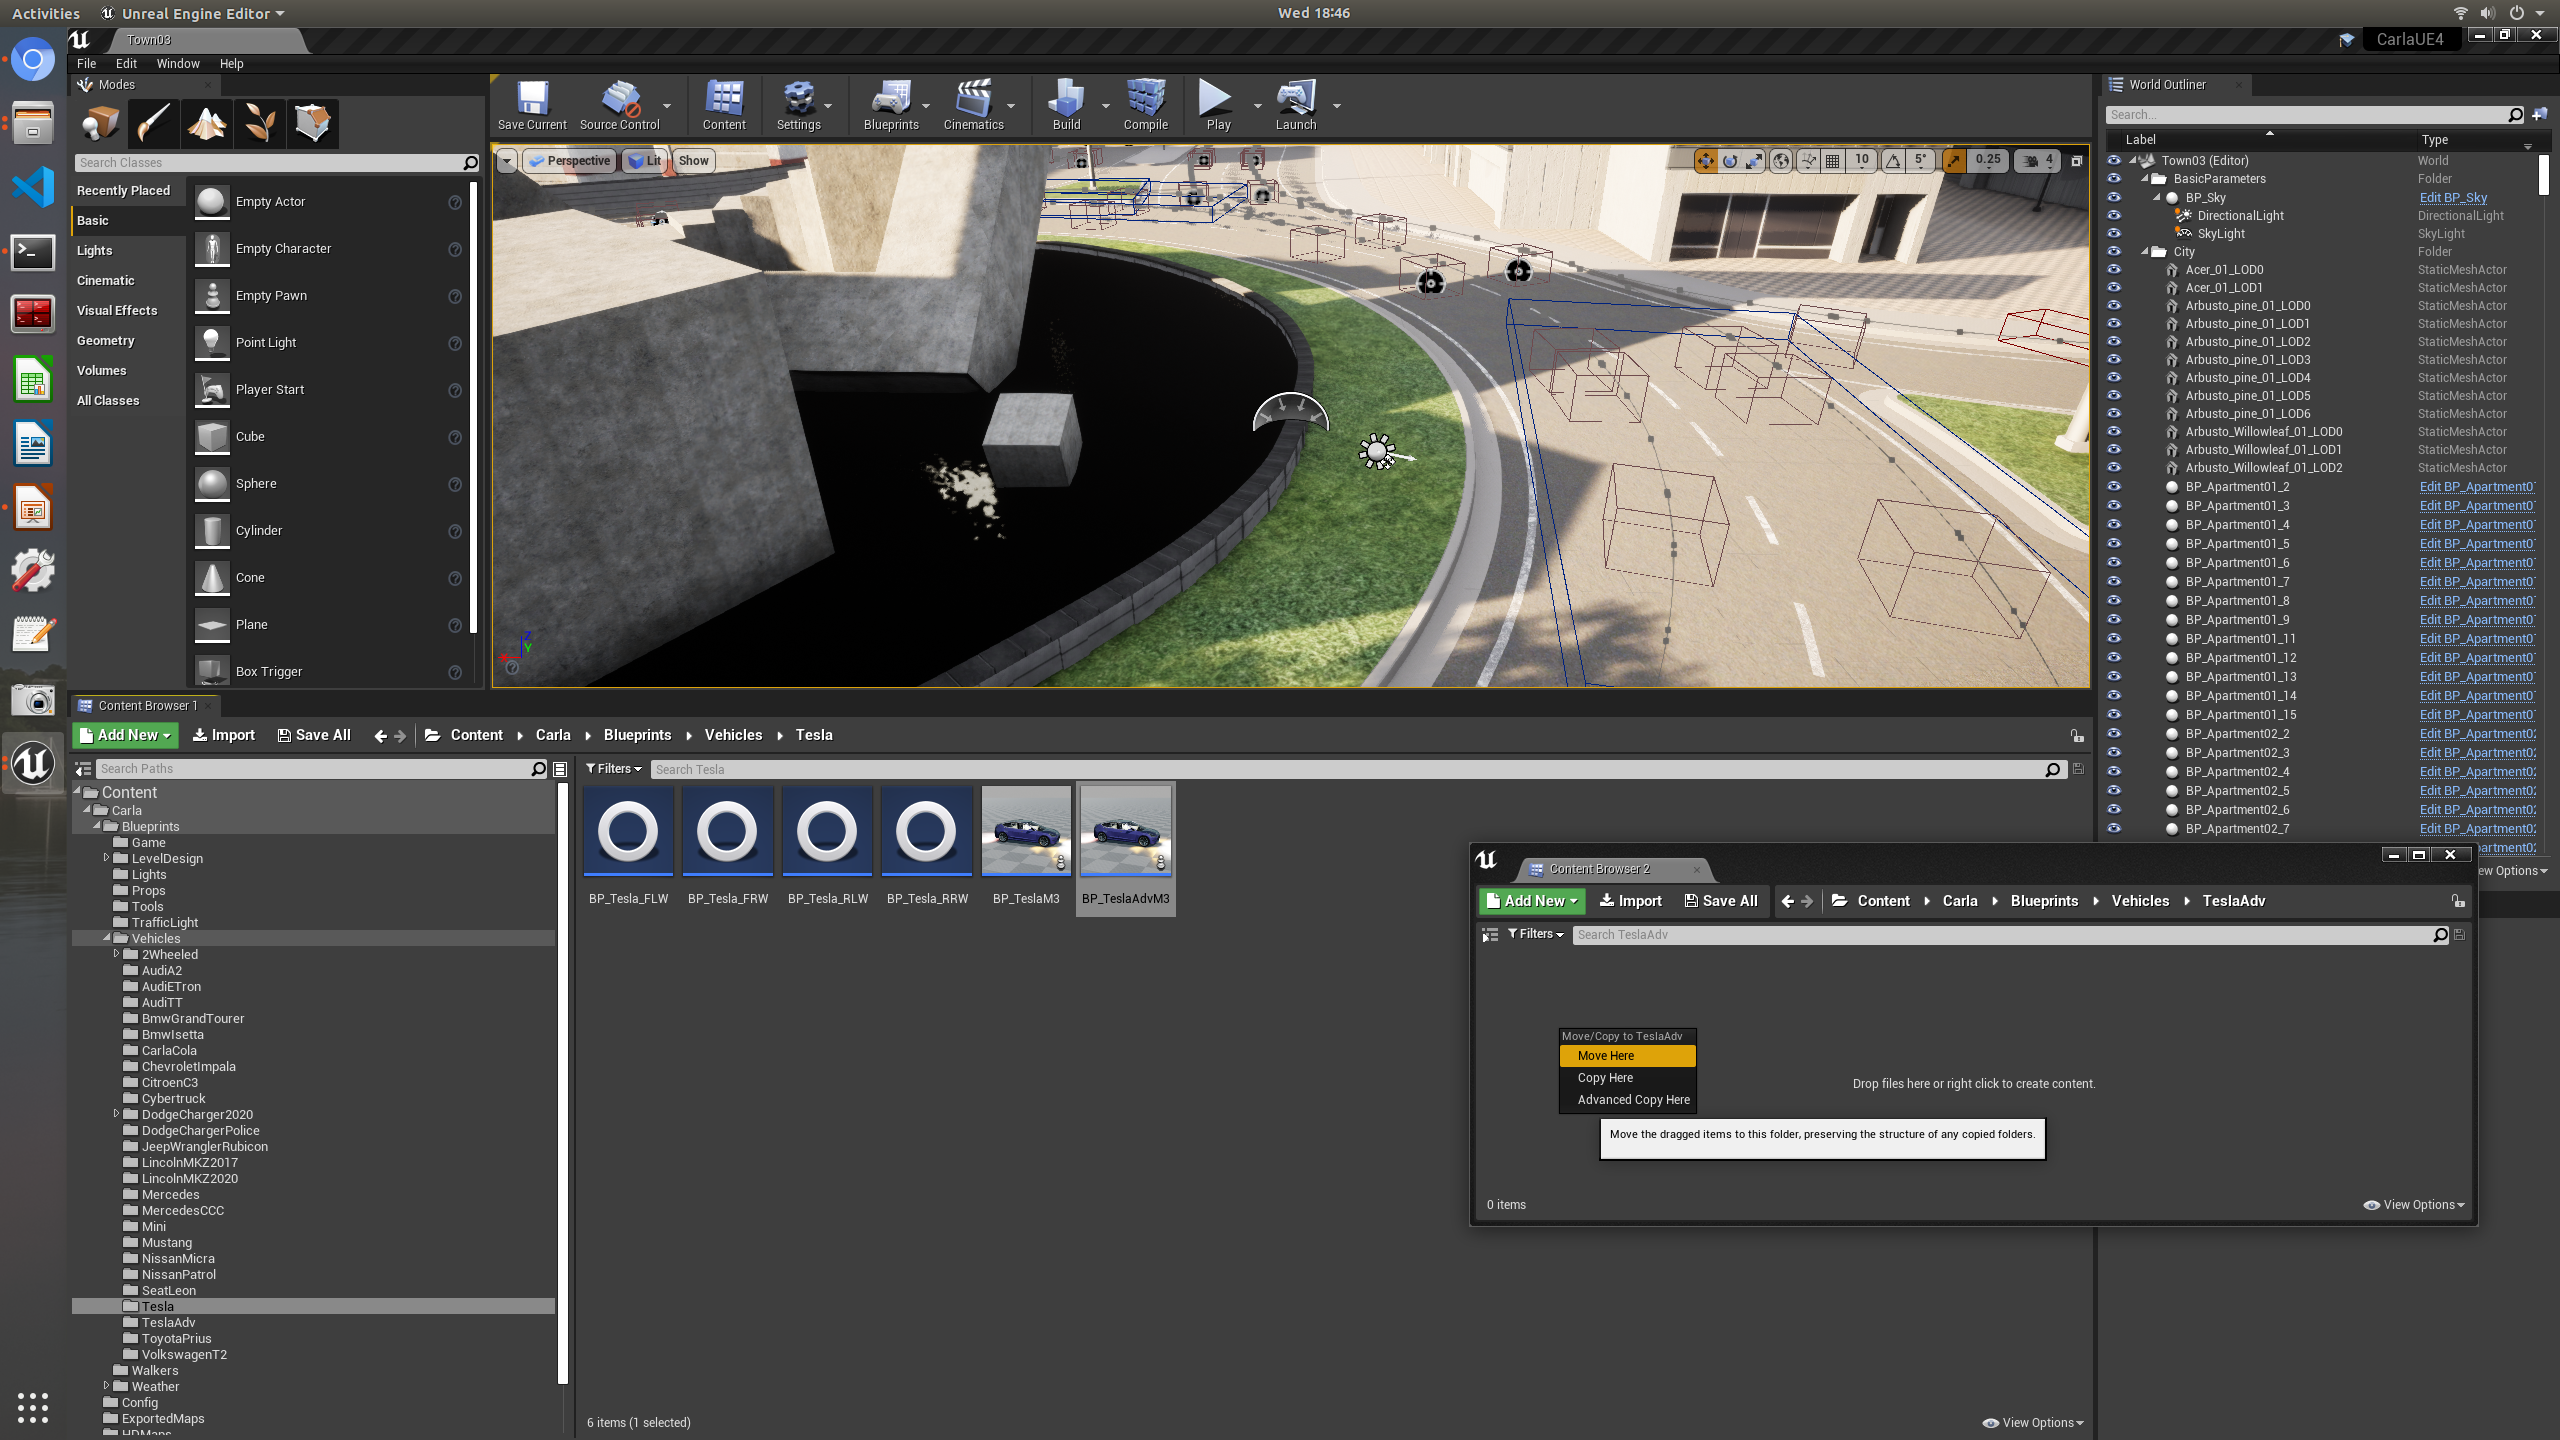 Activities
Unreal Engine Editor
Wed 18:46
Town03
CarlaUE4
File Edit Window Help
Modes
Search Classes
Recently Placed
Basic
Lights
Cinematic
Visual Effects
Geometry
Volumes
All Classes
Empty Actor
Empty Character
Empty Pawn
Point Light
Player Start
Cube
Sphere
Cylinder
Cone
Plane
Box Trigger
Save Current
Source Control
Content
Settings
Blueprints
Cinematics
Build
Compile
Play
Launch
Perspective Lit Show
10 5° 0.25 4
Z
Y
X
World Outliner
Search...
Label Type
Town03 (Editor) World
BasicParameters Folder
BP_Sky Edit BP_Sky
DirectionalLight DirectionalLight
SkyLight SkyLight
City Folder
Acer_01_LOD0 StaticMeshActor
Acer_01_LOD1 StaticMeshActor
Arbusto_pine_01_LOD0 StaticMeshActor
Arbusto_pine_01_LOD1 StaticMeshActor
Arbusto_pine_01_LOD2 StaticMeshActor
Arbusto_pine_01_LOD3 StaticMeshActor
Arbusto_pine_01_LOD4 StaticMeshActor
Arbusto_pine_01_LOD5 StaticMeshActor
Arbusto_pine_01_LOD6 StaticMeshActor
Arbusto_Willowleaf_01_LOD0 StaticMeshActor
Arbusto_Willowleaf_01_LOD1 StaticMeshActor
Arbusto_Willowleaf_01_LOD2 StaticMeshActor
BP_Apartment01_2 Edit BP_Apartment0
BP_Apartment01_3 Edit BP_Apartment0
BP_Apartment01_4 Edit BP_Apartment0
BP_Apartment01_5 Edit BP_Apartment0
BP_Apartment01_6 Edit BP_Apartment0
BP_Apartment01_7 Edit BP_Apartment0
BP_Apartment01_8 Edit BP_Apartment0
BP_Apartment01_9 Edit BP_Apartment0
BP_Apartment01_11 Edit BP_Apartment0
BP_Apartment01_12 Edit BP_Apartment0
BP_Apartment01_13 Edit BP_Apartment0
BP_Apartment01_14 Edit BP_Apartment0
BP_Apartment01_15 Edit BP_Apartment0
BP_Apartment02_2 Edit BP_Apartment02
BP_Apartment02_3 Edit BP_Apartment02
BP_Apartment02_4 Edit BP_Apartment02
BP_Apartment02_5 Edit BP_Apartment02
BP_Apartment02_6 Edit BP_Apartment02
BP_Apartment02_7 Edit BP_Apartment02
partment02
ew Options
Content Browser 1
Add New Import Save All Content Carla Blueprints Vehicles Tesla
Search Paths
Content
Carla
Blueprints
Game
LevelDesign
Lights
Props
Tools
TrafficLight
Vehicles
2Wheeled
AudiA2
AudiETron
AudiTT
BmwGrandTourer
BmwIsetta
CarlaCola
ChevroletImpala
CitroenC3
Cybertruck
DodgeCharger2020
DodgeChargerPolice
JeepWranglerRubicon
LincolnMKZ2017
LincolnMKZ2020
Mercedes
MercedesCCC
Mini
Mustang
NissanMicra
NissanPatrol
SeatLeon
Tesla
TeslaAdv
ToyotaPrius
VolkswagenT2
Walkers
Weather
Config
ExportedMaps
HDMaps
Filters
Search Tesla
BP_Tesla_FLW BP_Tesla_FRW BP_Tesla_RLW BP_Tesla_RRW BP_TeslaM3 BP_TeslaAdvM3
6 items (1 selected)
View Options
Content Browser 2
Add New Import Save All Content Carla Blueprints Vehicles TeslaAdv
Filters
Search TeslaAdv
Move/Copy to TeslaAdv
Move Here
Copy Here
Advanced Copy Here
Drop files here or right click to create content.
Move the dragged items to this folder, preserving the structure of any copied folders.
0 items
View Options